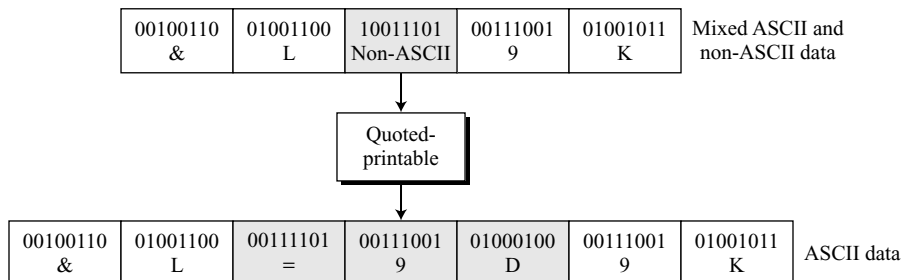 00100110 01001100 10011101 00111001 01001011
& L Non-ASCII 9 K
Mixed ASCII and
non-ASCII data
Quoted-
printable
00100110 01001100 00111101 00111001 01000100 00111001 01001011
& L = 9 D 9 K
ASCII data